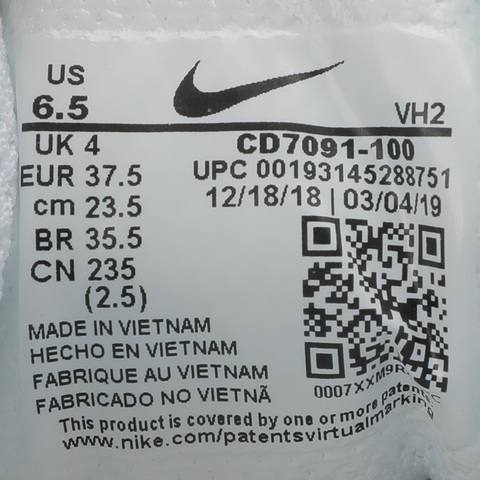 US
6.5
VH2
UK 4
CD7091-100
EUR 37.5
UPC 00193145288751
cm 23.5
12/18/18 | 03/04/19
BR 35.5
CN 235
(2.5)
MADE IN VIETNAM
HECHO EN VIETNAM
FABRIQUE AU VIETNAM
FABRICADO NO VIETNÃ
0007XXM9R
This product is covered by one or more patents
www.nike.com/patentsvirtualmarking